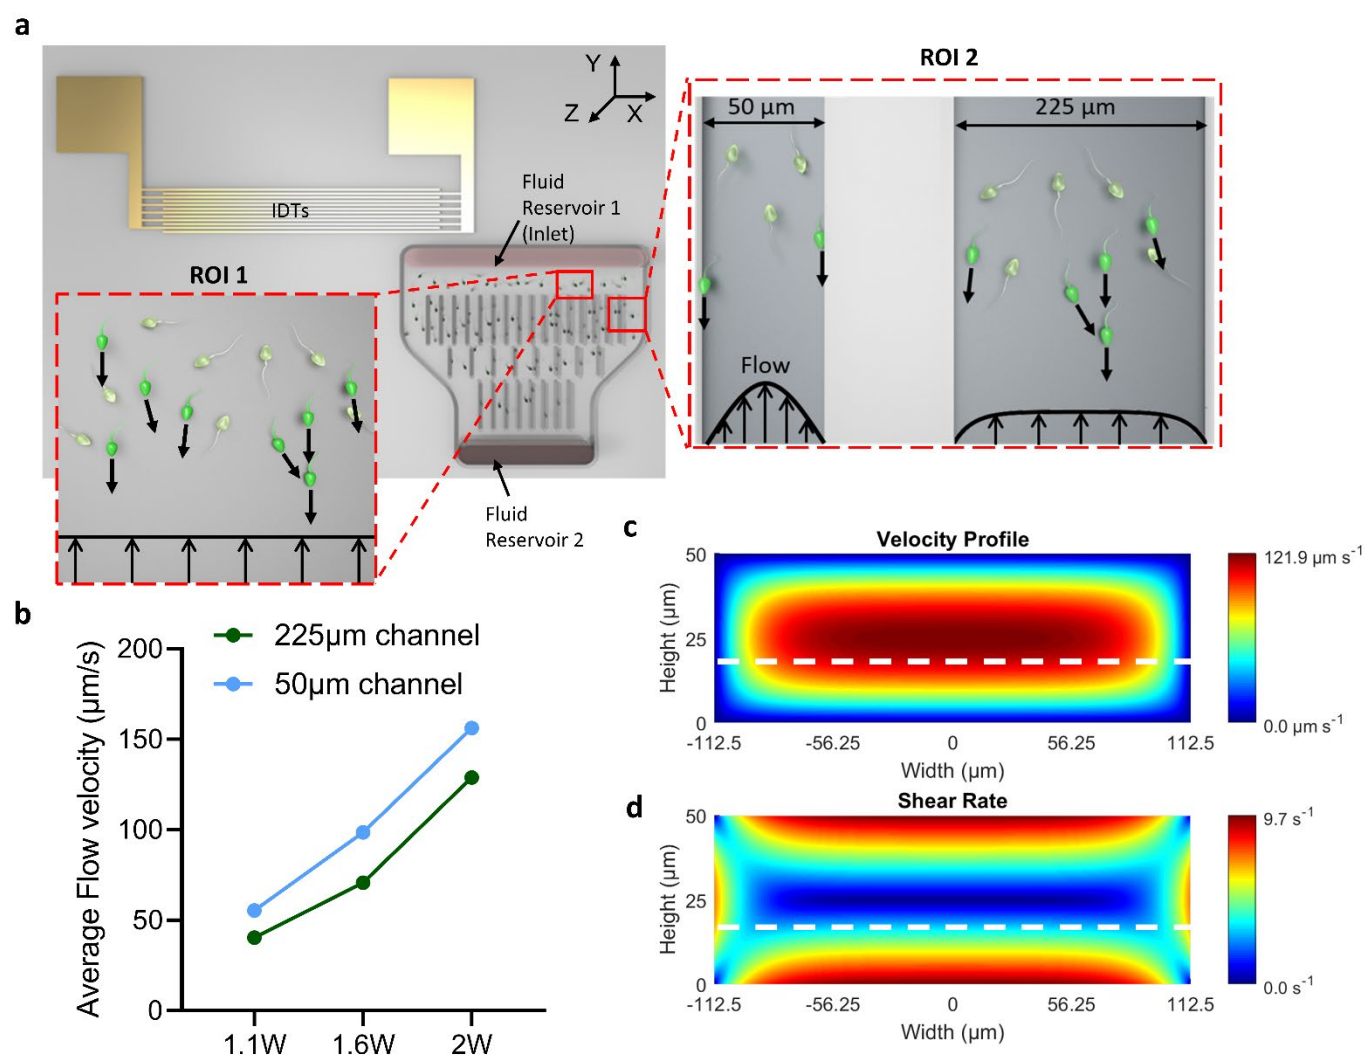 a
ROI 2
Y
Z
X
50 µm
225 µm
IDTs
Fluid
Reservoir 1
(Inlet)
ROI 1
Flow
Fluid
Reservoir 2
b
225µm channel
50µm channel
Average Flow velocity (µm/s)
200
150
100
50
0
1.1W
1.6W
2W
c
Velocity Profile
Height (µm)
50
25
0
-112.5
-56.25
0
56.25
112.5
Width (µm)
121.9 µm s⁻¹
0.0 µm s⁻¹
d
Shear Rate
Height (µm)
50
25
0
-112.5
-56.25
0
56.25
112.5
Width (µm)
9.7 s⁻¹
0.0 s⁻¹